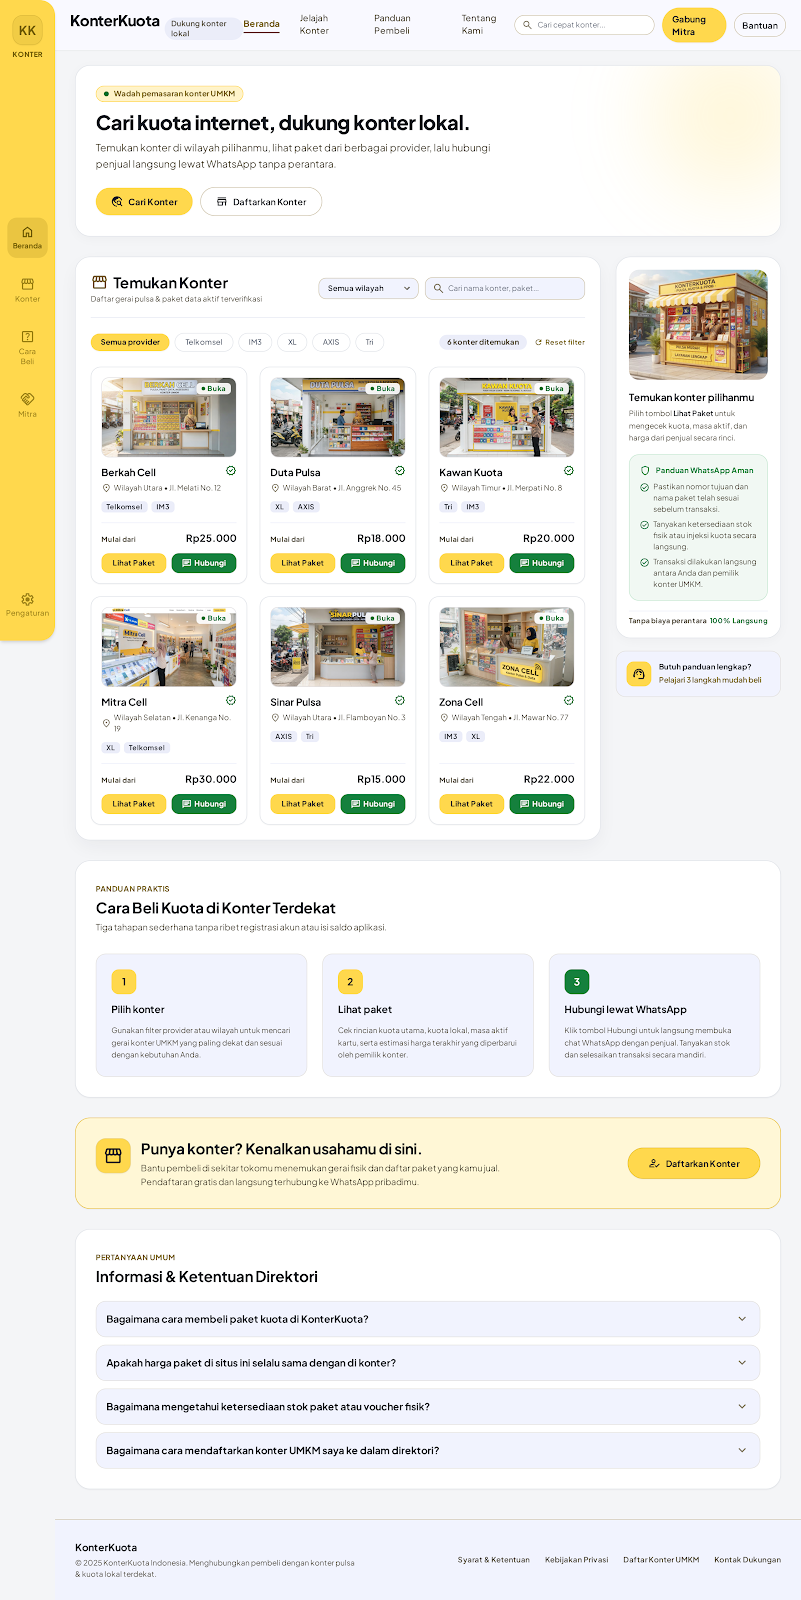 KK
KONTER
Beranda
Konter
Cara
Beli
Mitra
Pengaturan
KonterKuota
Dukung konter
lokal
Beranda
Jelajah
Konter
Panduan
Pembeli
Tentang
Kami
Cari cepat konter...
Gabung
Mitra
Bantuan
Wadah pemasaran konter UMKM
Cari kuota internet, dukung konter lokal.
Temukan konter di wilayah pilihanmu, lihat paket dari berbagai provider, lalu hubungi
penjual langsung lewat WhatsApp tanpa perantara.
Cari Konter
Daftarkan Konter
Temukan Konter
Daftar gerai pulsa & paket data aktif terverifikasi
Semua wilayah
Cari nama konter, paket...
Semua provider
Telkomsel
IM3
XL
AXIS
Tri
6 konter ditemukan
Reset filter
BERKAH CELL
Buka
Berkah Cell
Wilayah Utara • Jl. Melati No. 12
Telkomsel
IM3
Mulai dari
Rp25.000
Lihat Paket
Hubungi
DUTA PULSA
Buka
Duta Pulsa
Wilayah Barat • Jl. Anggrek No. 45
XL
AXIS
Mulai dari
Rp18.000
Lihat Paket
Hubungi
KAWAN KUOTA
Buka
Kawan Kuota
Wilayah Timur • Jl. Merpati No. 8
Tri
IM3
Mulai dari
Rp20.000
Lihat Paket
Hubungi
Mitra Cell
Buka
Mitra Cell
Wilayah Selatan • Jl. Kenanga No.
19
XL
Telkomsel
Mulai dari
Rp30.000
Lihat Paket
Hubungi
SINAR PULSA
Buka
Sinar Pulsa
Wilayah Utara • Jl. Flamboyan No. 3
AXIS
Tri
Mulai dari
Rp15.000
Lihat Paket
Hubungi
ZONA CELL
Buka
Zona Cell
Wilayah Tengah • Jl. Mawar No. 77
IM3
XL
Mulai dari
Rp22.000
Lihat Paket
Hubungi
KONTERKUOTA
Temukan konter pilihanmu
Pilih tombol Lihat Paket untuk
mengecek kuota, masa aktif, dan
harga dari penjual secara rinci.
Panduan WhatsApp Aman
Pastikan nomor tujuan dan
nama paket telah sesuai
sebelum transaksi.
Tanyakan ketersediaan stok
fisik atau injeksi kuota secara
langsung.
Transaksi dilakukan langsung
antara Anda dan pemilik
konter UMKM.
Tanpa biaya perantara
100% Langsung
Butuh panduan lengkap?
Pelajari 3 langkah mudah beli
PANDUAN PRAKTIS
Cara Beli Kuota di Konter Terdekat
Tiga tahapan sederhana tanpa ribet registrasi akun atau isi saldo aplikasi.
1
Pilih konter
Gunakan filter provider atau wilayah untuk mencari
gerai konter UMKM yang paling dekat dan sesuai
dengan kebutuhan Anda.
2
Lihat paket
Cek rincian kuota utama, kuota lokal, masa aktif
kartu, serta estimasi harga terakhir yang diperbarui
oleh pemilik konter.
3
Hubungi lewat WhatsApp
Klik tombol Hubungi untuk langsung membuka
chat WhatsApp dengan penjual. Tanyakan stok
dan selesaikan transaksi secara mandiri.
Punya konter? Kenalkan usahamu di sini.
Bantu pembeli di sekitar tokomu menemukan gerai fisik dan daftar paket yang kamu jual.
Pendaftaran gratis dan langsung terhubung ke WhatsApp pribadimu.
Daftarkan Konter
PERTANYAAN UMUM
Informasi & Ketentuan Direktori
Bagaimana cara membeli paket kuota di KonterKuota?
Apakah harga paket di situs ini selalu sama dengan di konter?
Bagaimana mengetahui ketersediaan stok paket atau voucher fisik?
Bagaimana cara mendaftarkan konter UMKM saya ke dalam direktori?
KonterKuota
© 2025 KonterKuota Indonesia. Menghubungkan pembeli dengan konter pulsa
& kuota lokal terdekat.
Syarat & Ketentuan
Kebijakan Privasi
Daftar Konter UMKM
Kontak Dukungan